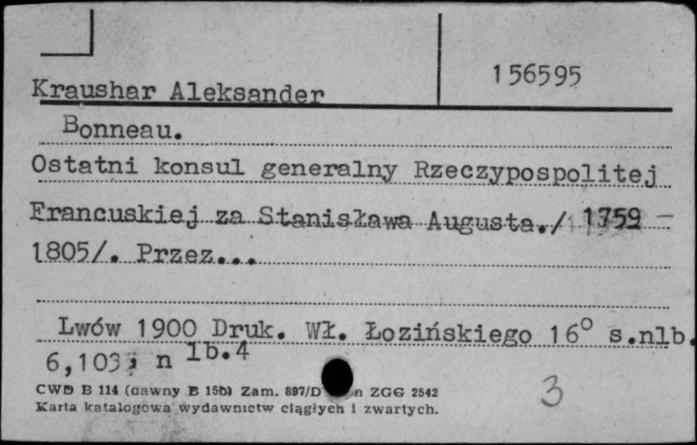 156595
Kraushar Aleksander
Bonneau.
Ostatni konsul generalny Rzeczypospolitej
Francuskiej za Stanisława Augusta./ 1759 -
1805/. Przez...
Lwów 1900 Druk. Wł. Łozińskiego 16° s.nlb.
6,103, n lb.4
CWD B 114 (dawny B 15b) Zam. 897/D n ZGG 2542
Karta katalogowa wydawnictw ciągłych i zwartych.
3